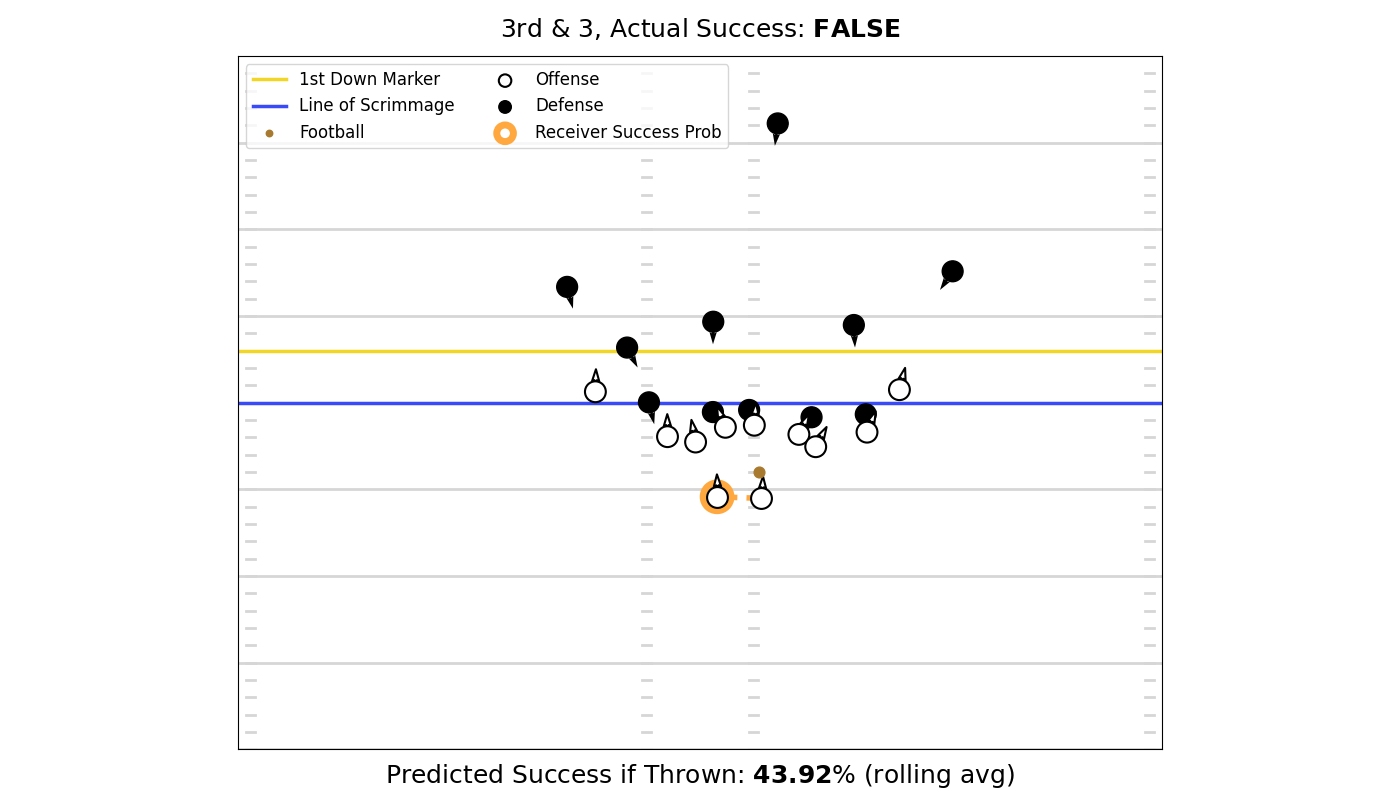 3rd & 3, Actual Success: FALSE
1st Down Marker
Line of Scrimmage
Football
Offense
Defense
Receiver Success Prob
Predicted Success if Thrown: 43.92% (rolling avg)